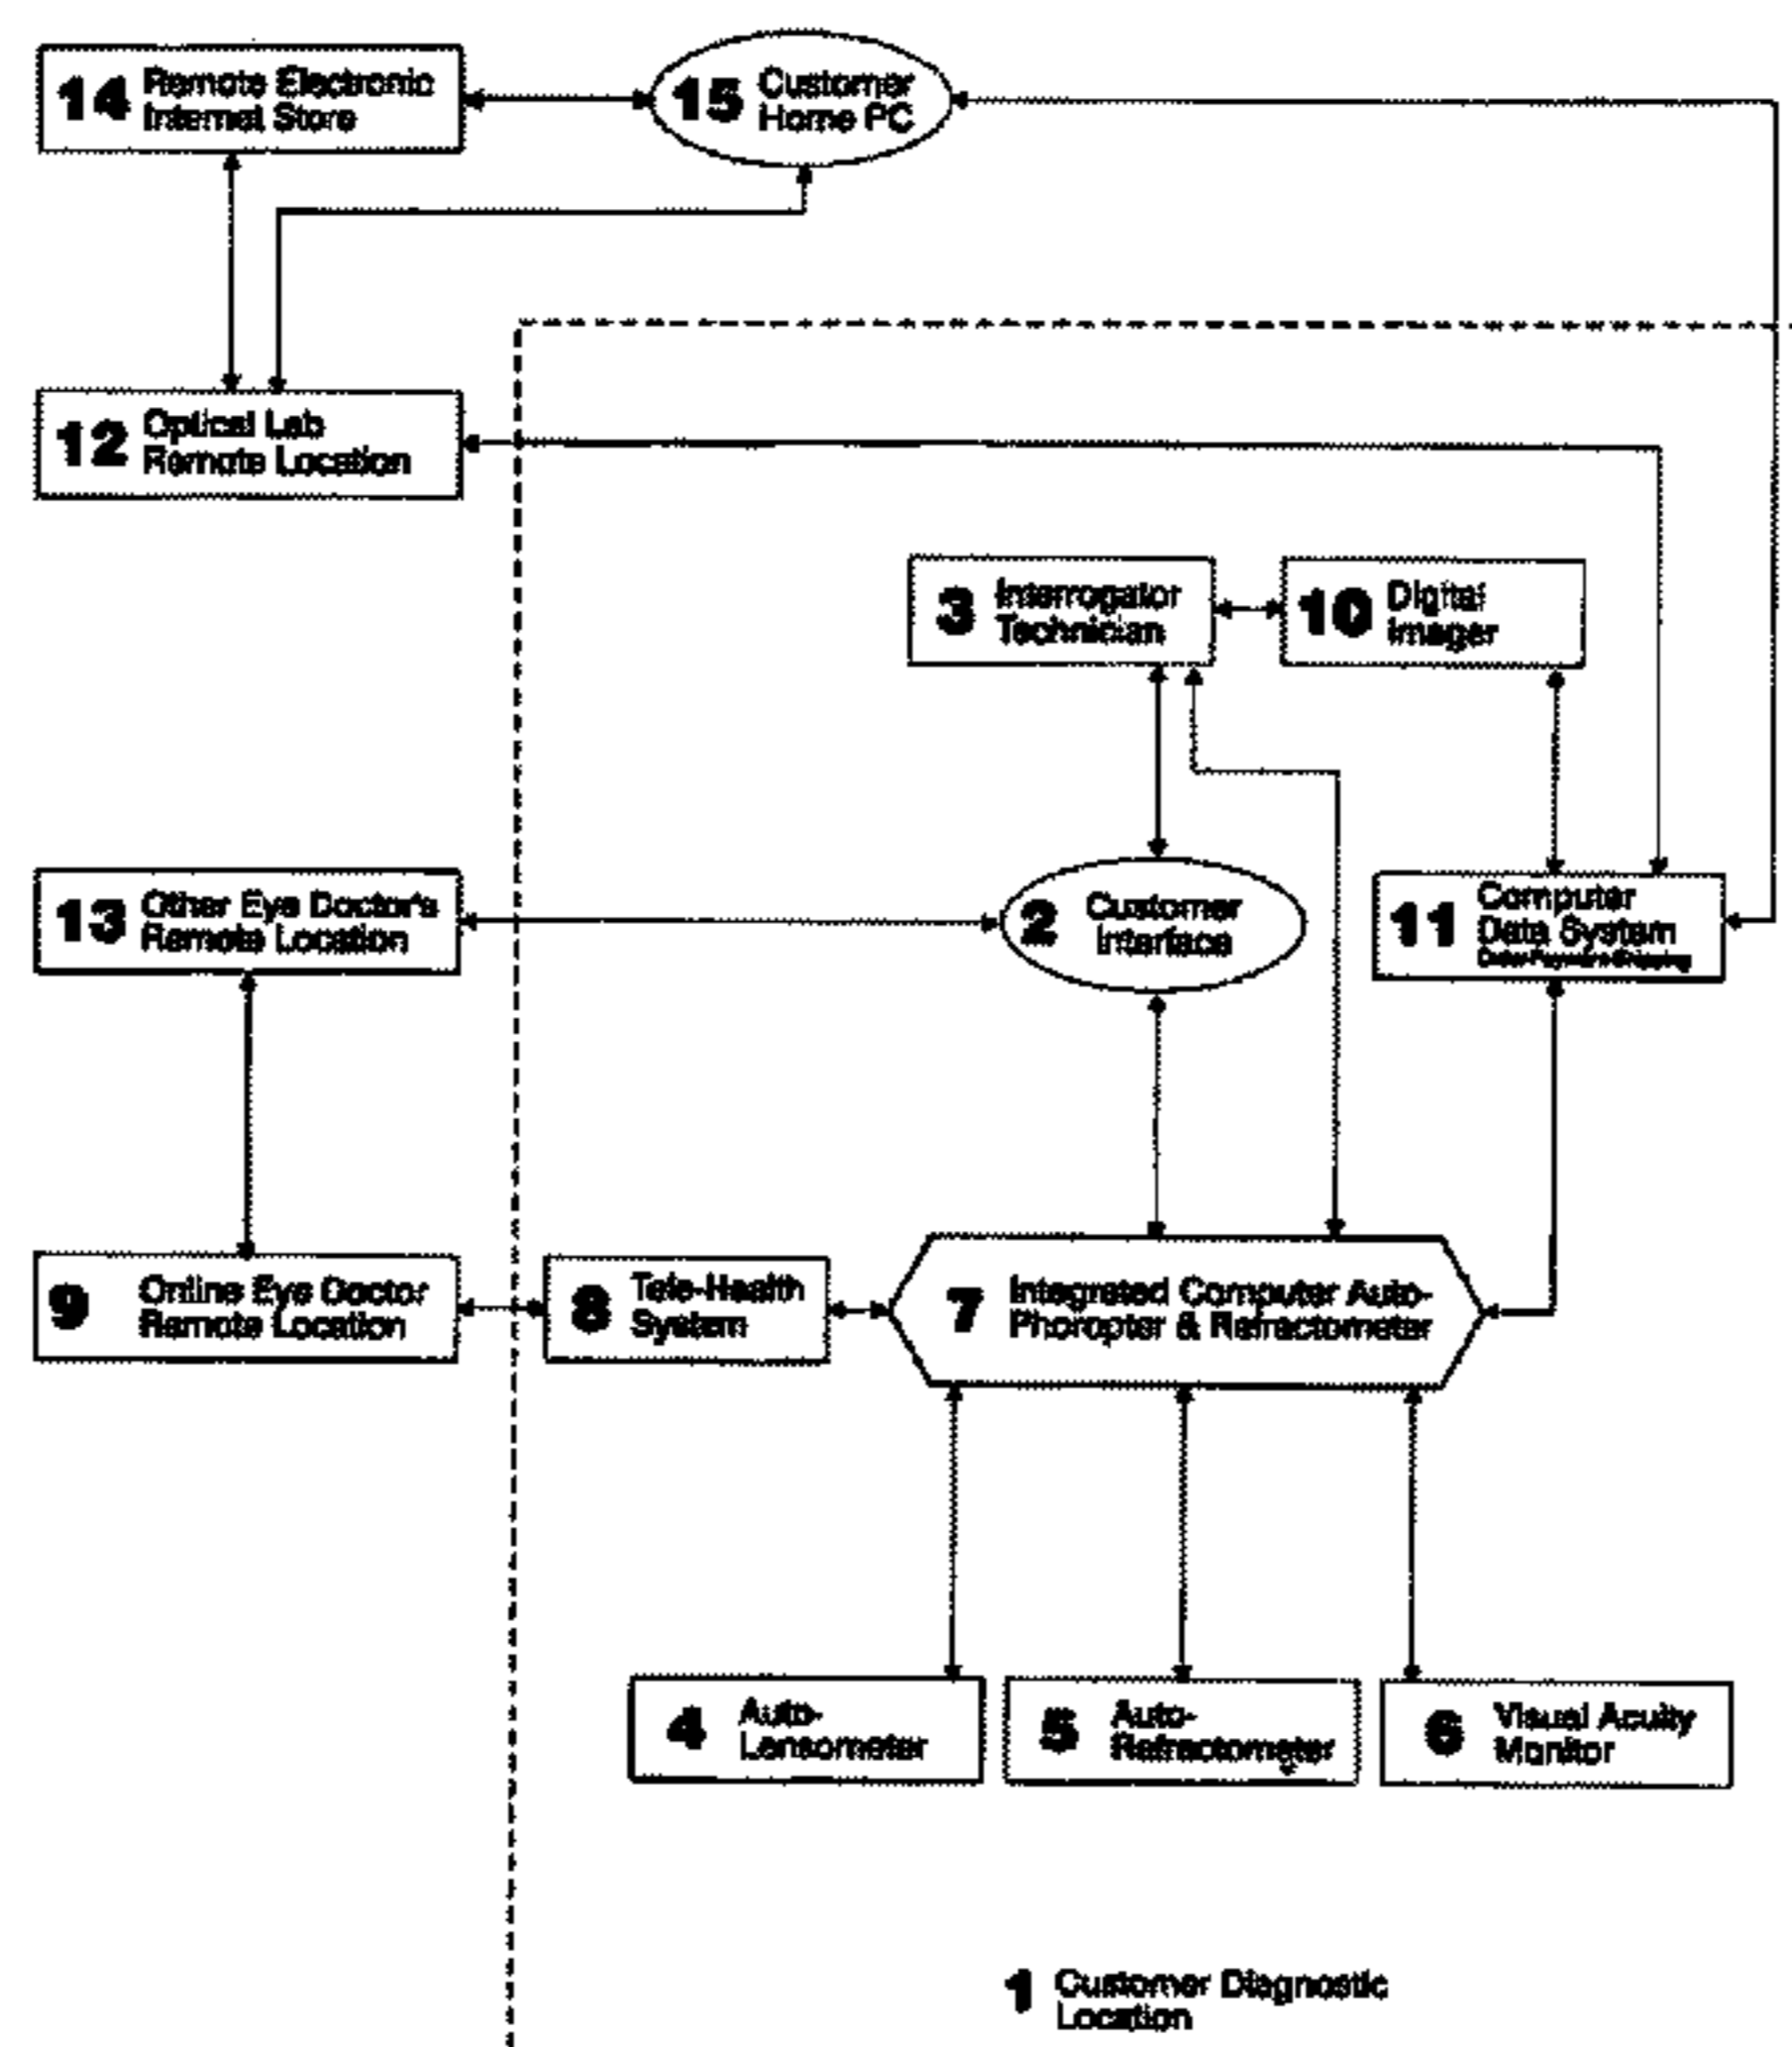 14 Remote Electronic
Internet Store
15 Customer
Home PC
12 Optical Lab
Remote Location
3 Interrogator
Technician
10 Digital
Imager
13 Other Eye Doctor's
Remote Location
2 Customer
Interface
11 Computer
Data System
9 Online Eye Doctor
Remote Location
8 Tele-Health
System
7 Integrated Computer Auto-
Phoropter & Refractometer
4 Auto-
Lensometer
5 Auto-
Refractometer
6 Visual Acuity
Monitor
1 Customer Diagnostic
Location